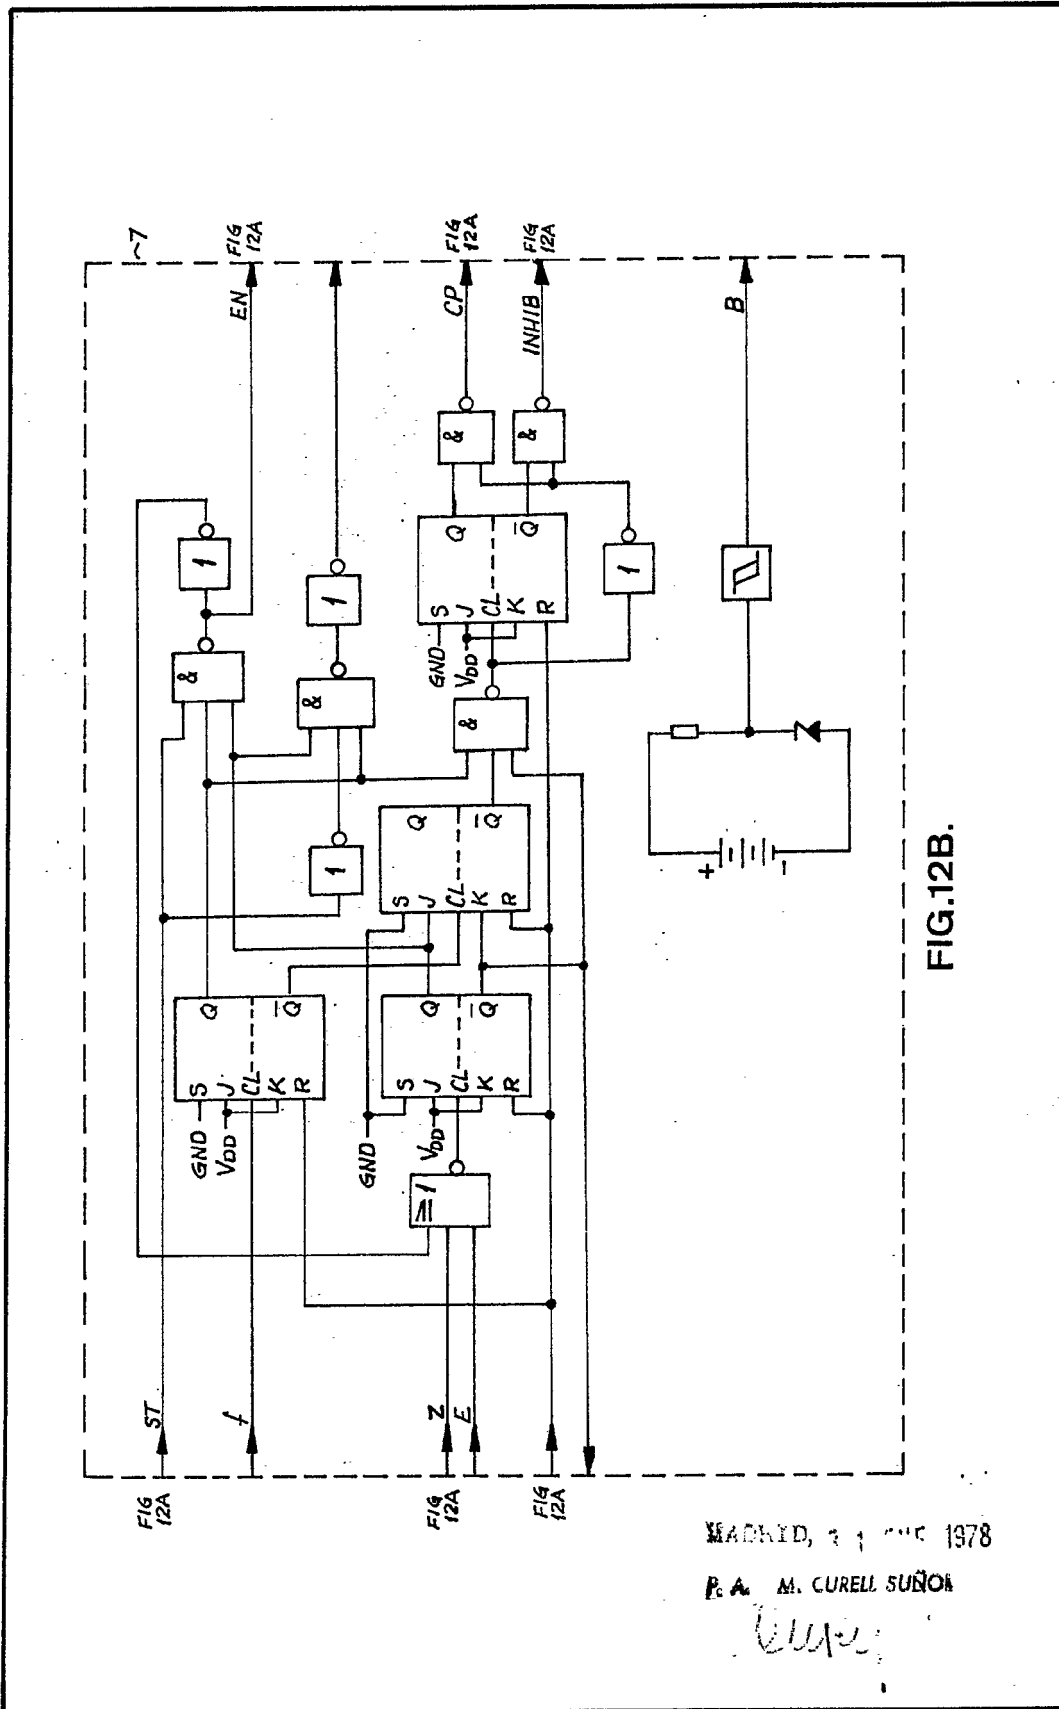 ~7
FIG 12A
EN
FIG 12A
CP
FIG 12A
INHIB
B
1
&
1
&
1
&
&
&
1
S
J
CL
K
R
Q
Q̅
GND
VDD
S
J
CL
K
R
Q
Q̅
S
J
CL
K
R
Q
Q̅
GND
VDD
S
J
CL
K
R
Q
Q̅
GND
VDD
≥1
+
-
ST
f
Z
E
FIG 12A
FIG 12A
FIG 12A
FIG.12B.
MADRID, 1978
P. A. M. CURELL SUÑOL